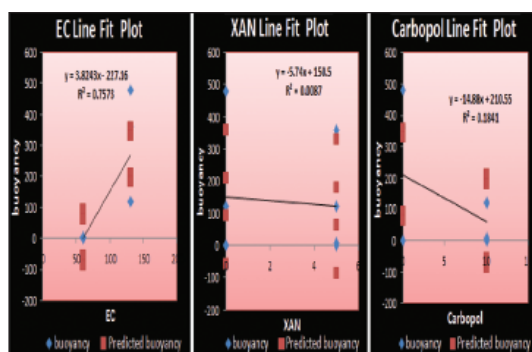 EC Line Fit Plot
y = 3.8243x - 227.16
R² = 0.7573
buoyancy
600
500
400
300
200
100
0
-100
-200
0
50
100
150
EC
buoyancy
Predicted buoyancy
XAN Line Fit Plot
y = -5.74x + 150.5
R² = 0.0087
buoyancy
600
500
400
300
200
100
0
-100
-200
0
2
4
6
XAN
buoyancy
Predicted buoyancy
Carbopol Line Fit Plot
y = -14.88x + 210.55
R² = 0.1841
buoyancy
600
500
400
300
200
100
0
-100
-200
5
10
Carbopol
buoyancy
Predicted buoyancy